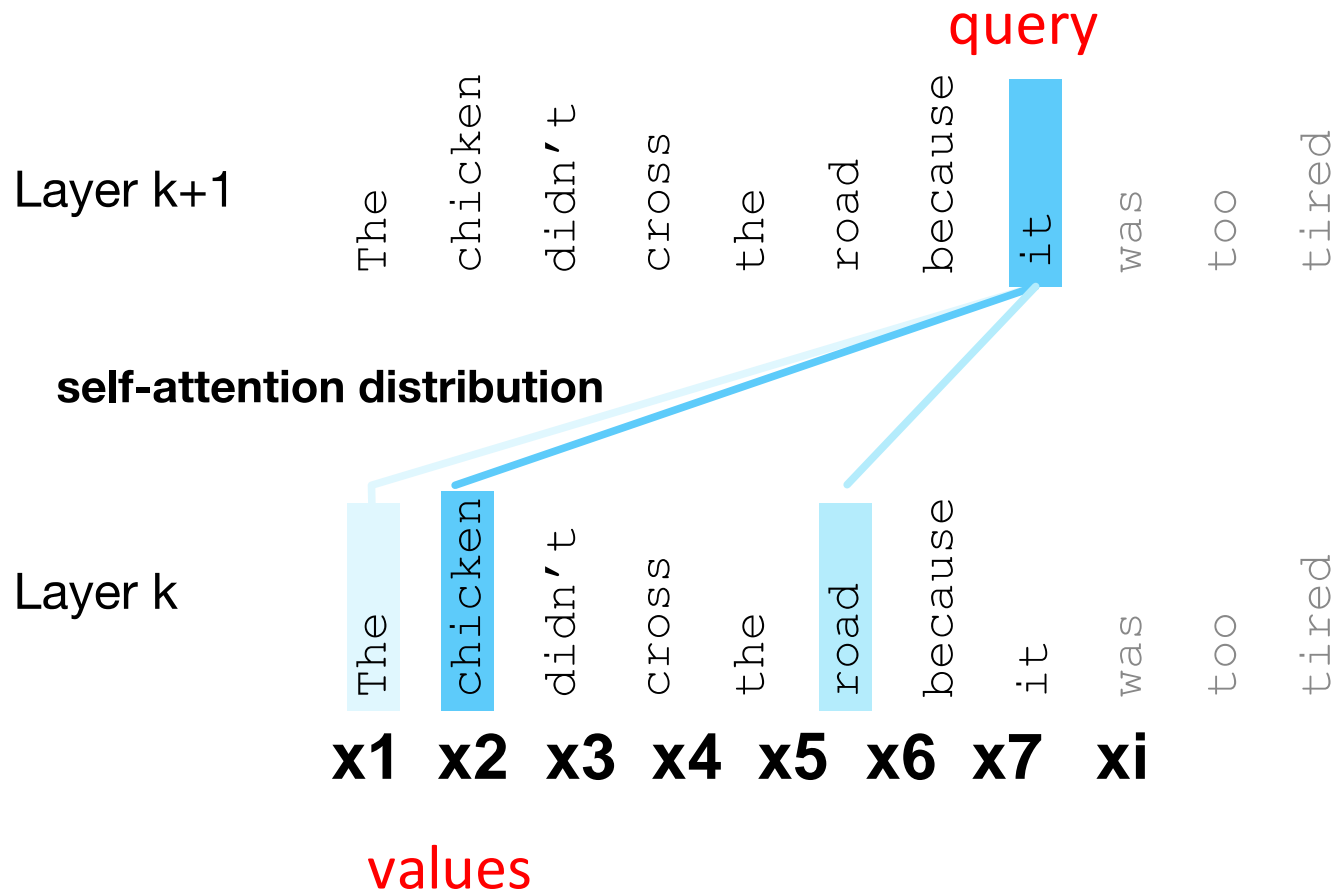 query
Layer k+1
The chicken didn't cross the road because it was too tired
self-attention distribution
Layer k
The chicken didn't cross the road because it was too tired
x1 x2 x3 x4 x5 x6 x7 xi
values